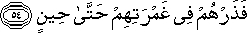 فَذَرْهُمْ فِى غَمْرَتِهِمْ حَتَّىٰ حِينٍ ٥٤